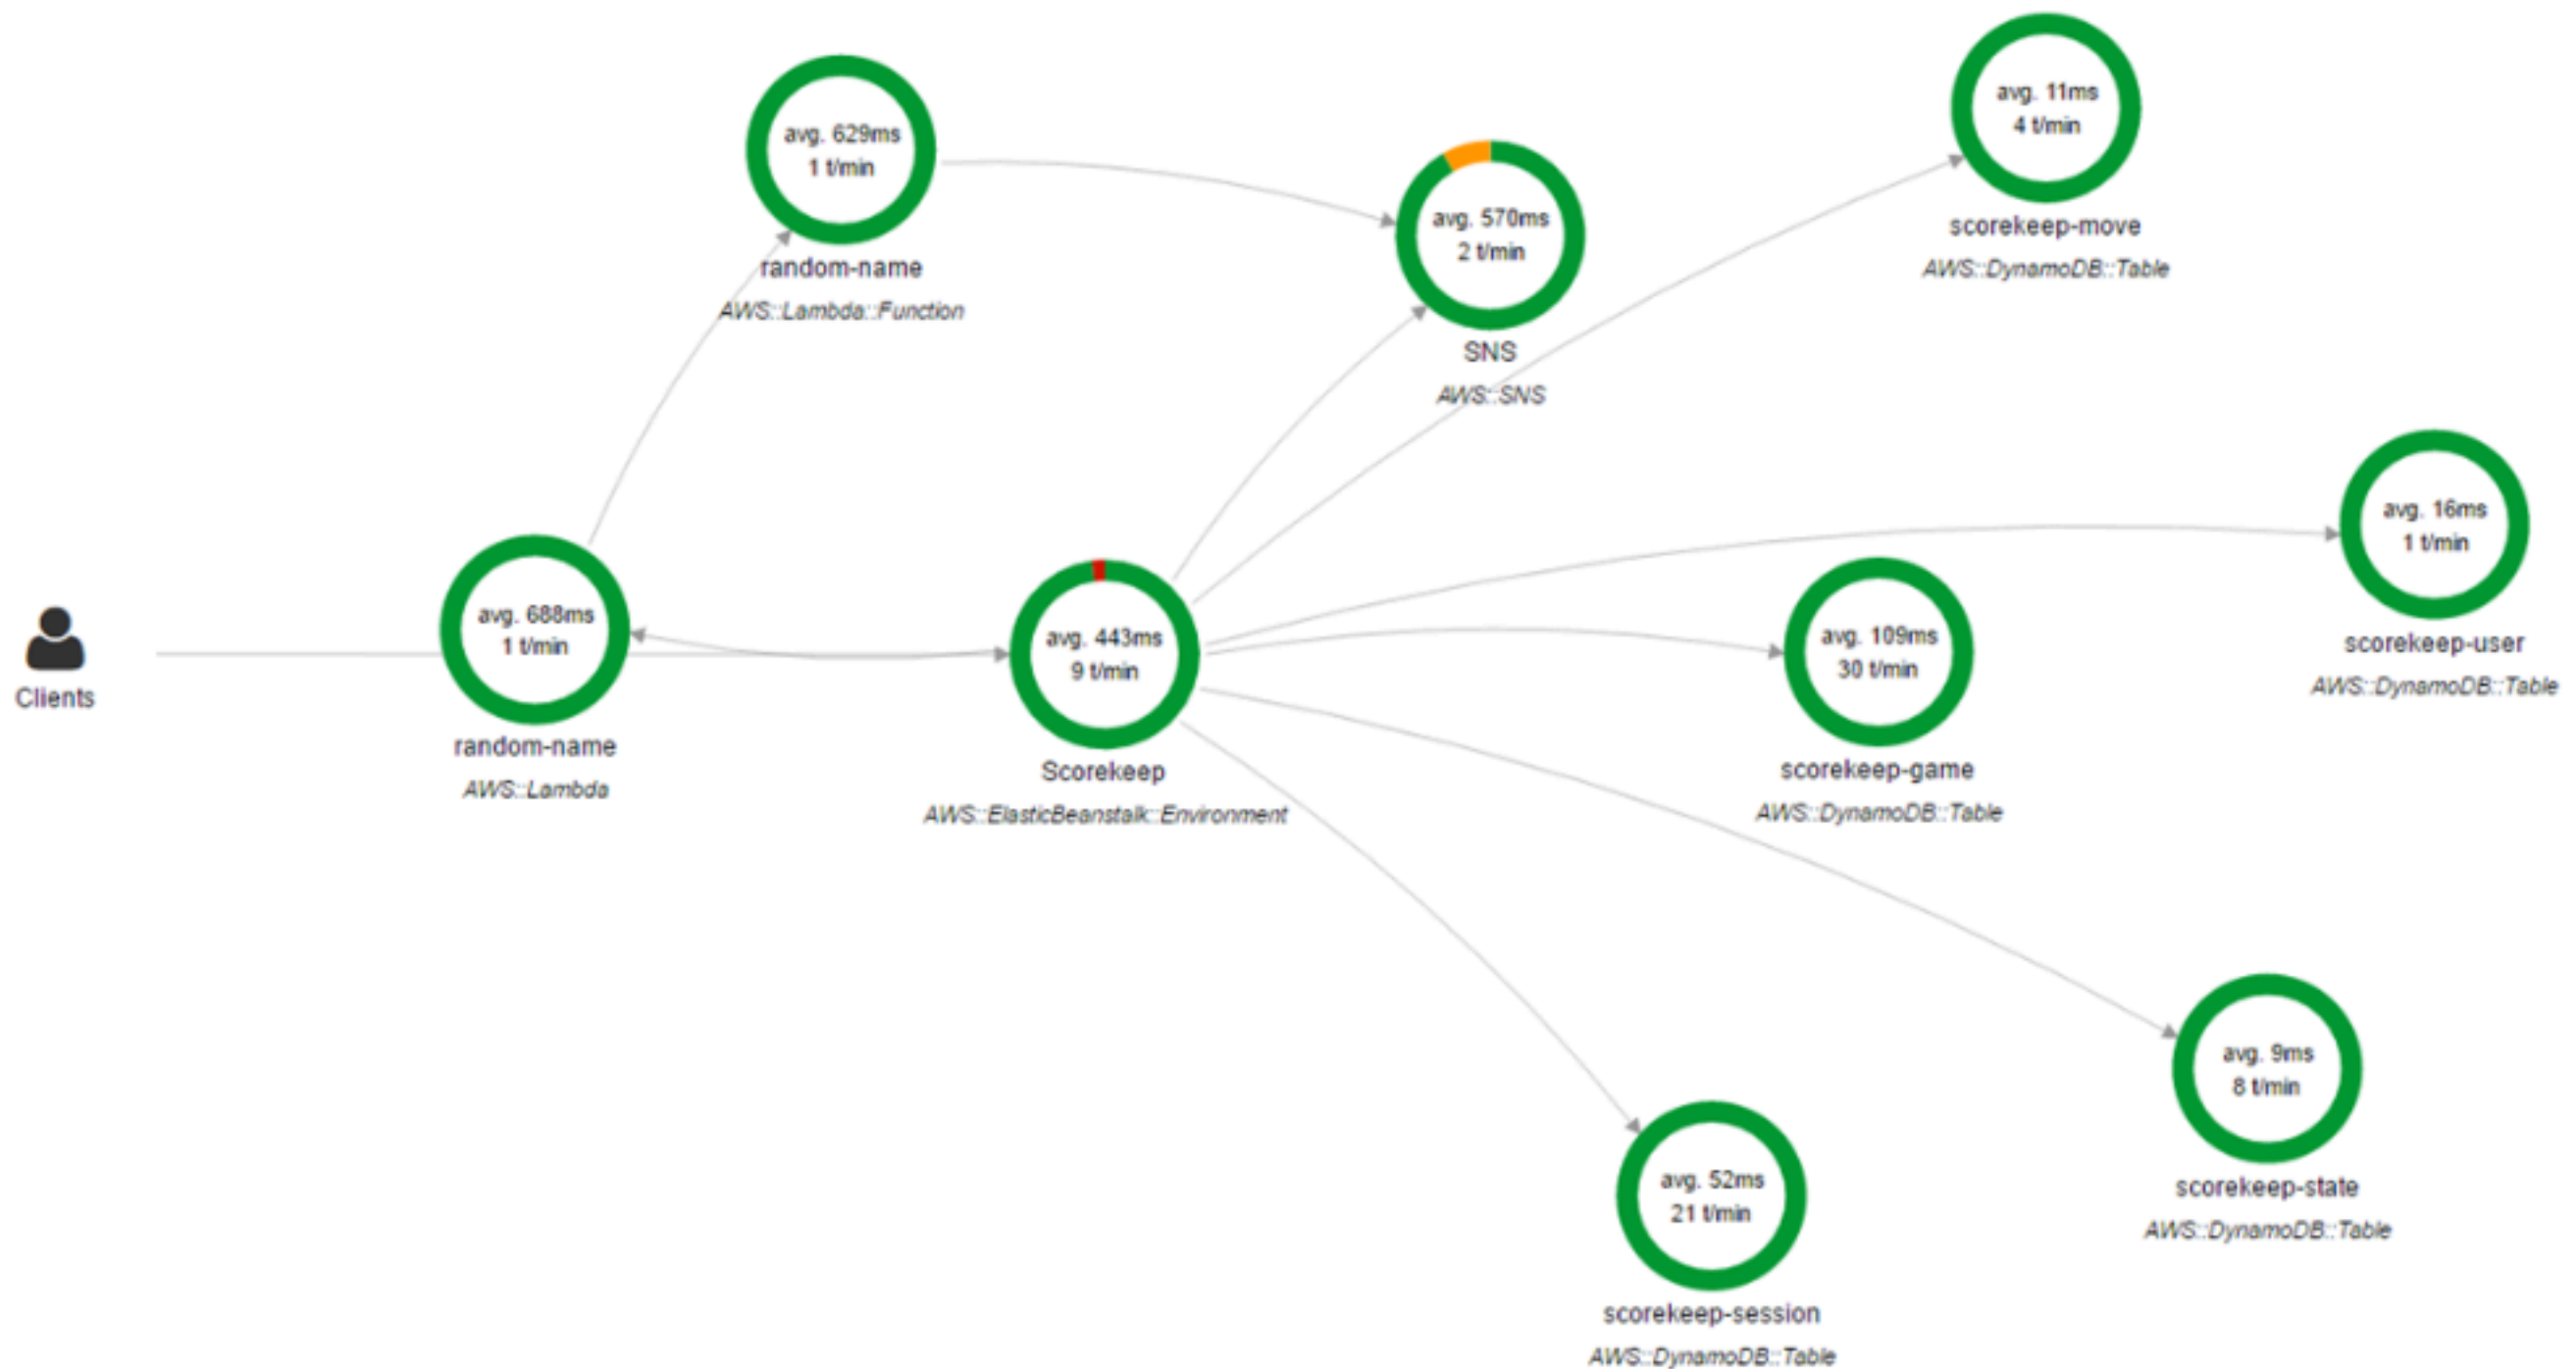 avg. 11ms
4 t/min
scorekeep-move
AWS::DynamoDB::Table
avg. 629ms
1 t/min
random-name
AWS::Lambda::Function
avg. 570ms
2 t/min
SNS
AWS::SNS
avg. 16ms
1 t/min
scorekeep-user
AWS::DynamoDB::Table
Clients
avg. 688ms
1 t/min
random-name
AWS::Lambda
avg. 443ms
9 t/min
Scorekeep
AWS::ElasticBeanstalk::Environment
avg. 109ms
30 t/min
scorekeep-game
AWS::DynamoDB::Table
avg. 9ms
8 t/min
scorekeep-state
AWS::DynamoDB::Table
avg. 52ms
21 t/min
scorekeep-session
AWS::DynamoDB::Table